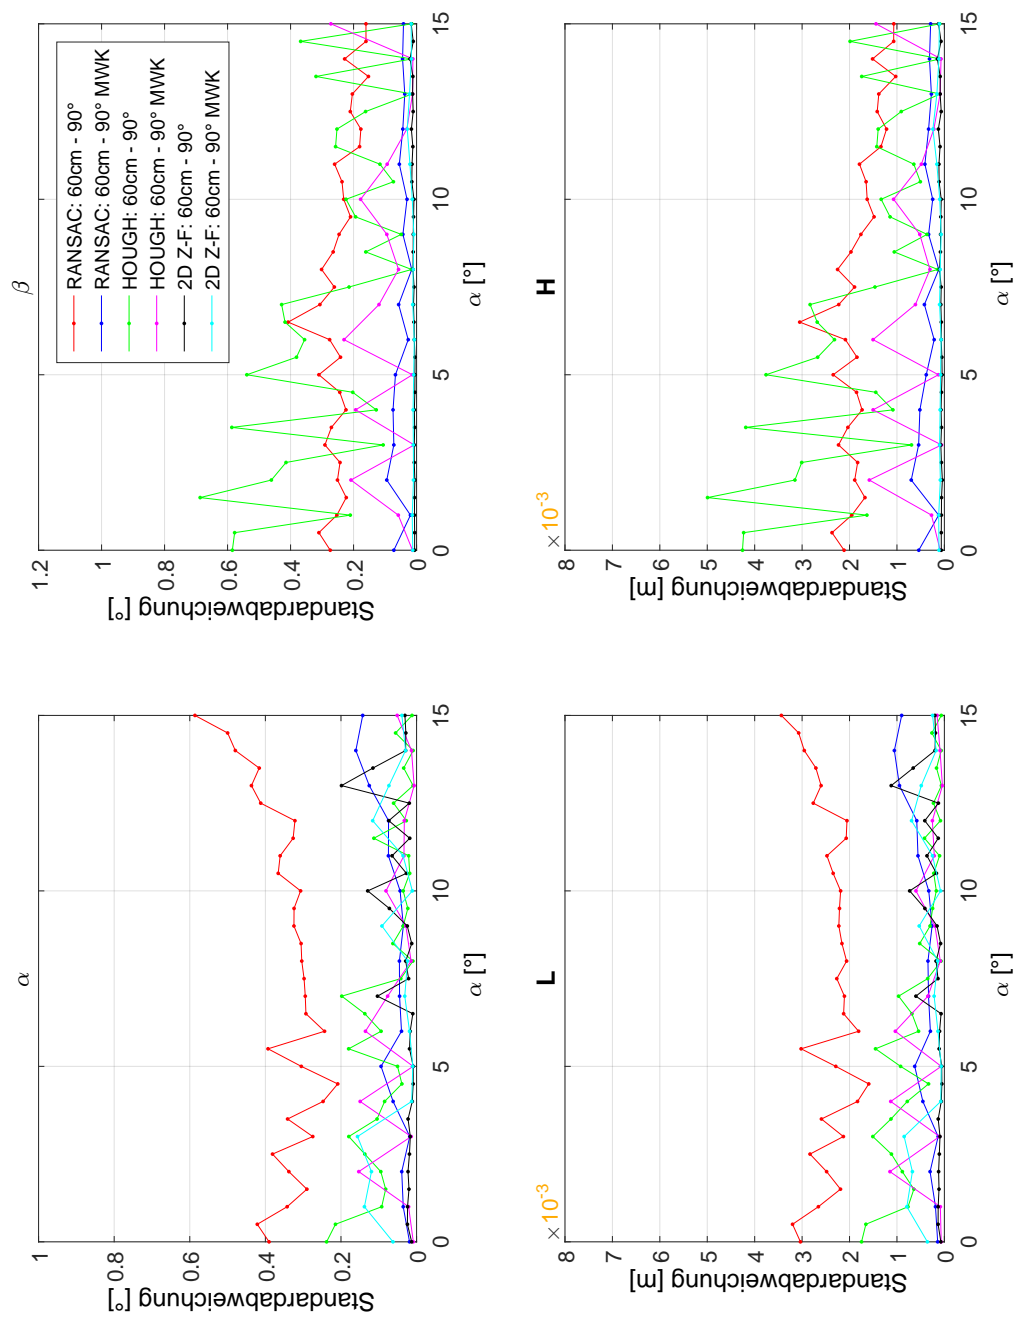 α
Standardabweichung [°]
1
0.8
0.6
0.4
0.2
0
0 5 10 15
α [°]
β
Standardabweichung [°]
1.2
1
0.8
0.6
0.4
0.2
0
0 5 10 15
α [°]
RANSAC: 60cm - 90°
RANSAC: 60cm - 90° MWK
HOUGH: 60cm - 90°
HOUGH: 60cm - 90° MWK
2D Z-F: 60cm - 90°
2D Z-F: 60cm - 90° MWK
L
×10-3
Standardabweichung [m]
8
7
6
5
4
3
2
1
0
0 5 10 15
α [°]
H
×10-3
Standardabweichung [m]
8
7
6
5
4
3
2
1
0
0 5 10 15
α [°]